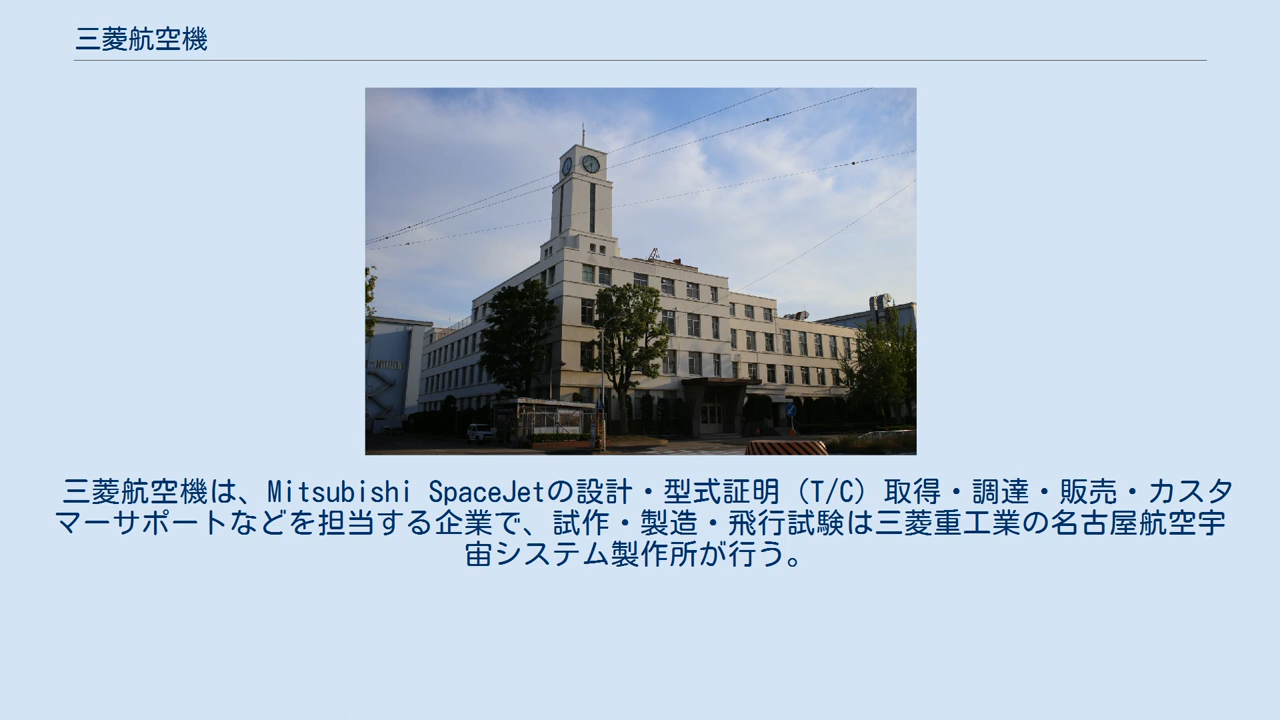 三菱航空機
三菱航空機は、Mitsubishi SpaceJetの設計・型式証明（T/C）取得・調達・販売・カスタ
マーサポートなどを担当する企業で、試作・製造・飛行試験は三菱重工業の名古屋航空宇
宙システム製作所が行う。